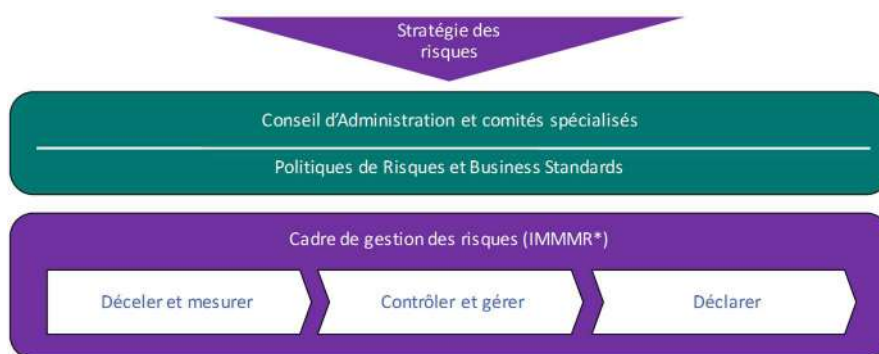 Stratégie des
risques
Conseil d’Administration et comités spécialisés
Politiques de Risques et Business Standards
Cadre de gestion des risques (IMMMR*)
Déceler et mesurer
Contrôler et gérer
Déclarer